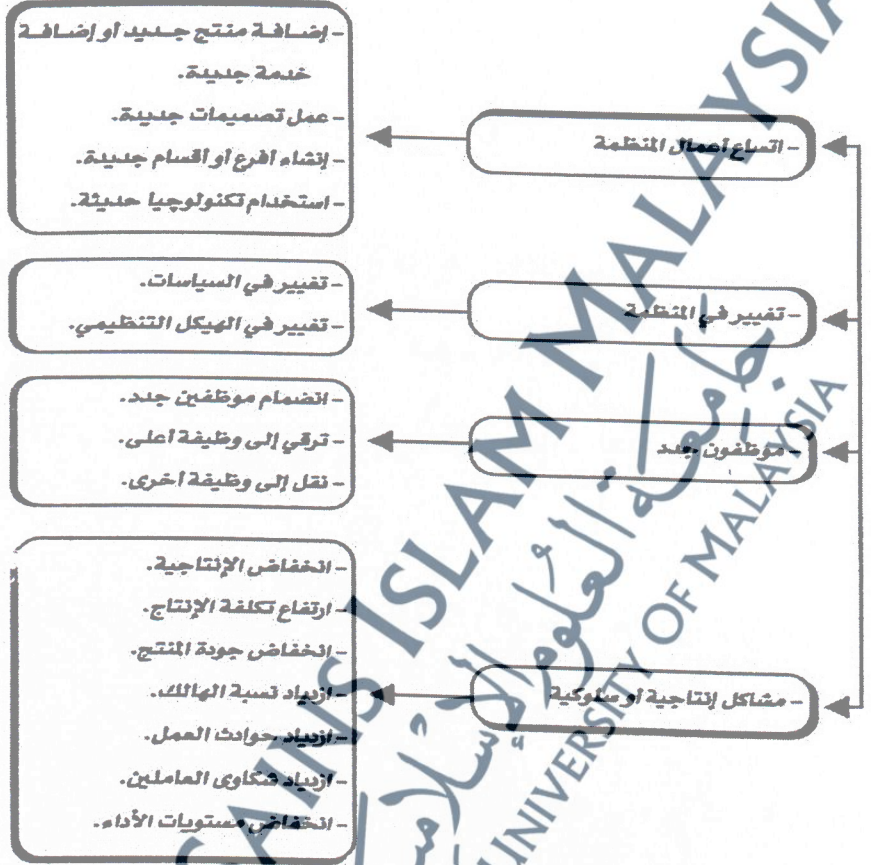 - اتساع أعمال المنظمة
- إضافة منتج جديد أو إضافة
خدمة جديدة.
- عمل تصميمات جديدة.
- إنشاء أفرع أو أقسام جديدة.
- استخدام تكنولوجيا حديثة.
- تغيير في المنظمة
- تغيير في السياسات.
- تغيير في الهيكل التنظيمي.
- موظفون جدد
- انضمام موظفين جدد.
- ترقي إلى وظيفة أعلى.
- نقل إلى وظيفة أخرى.
- مشاكل إنتاجية أو سلوكية
- انخفاض الإنتاجية.
- ارتفاع تكلفة الإنتاج.
- انخفاض جودة المنتج.
- ازدياد نسبة الهالك.
- ازدياد حوادث العمل.
- ازدياد شكاوى العاملين.
- انخفاض مستويات الأداء.
SAINS ISLAM MALAYSIA
جامعة العلوم الإسلامية
UNIVERSITY OF MALAYSIA